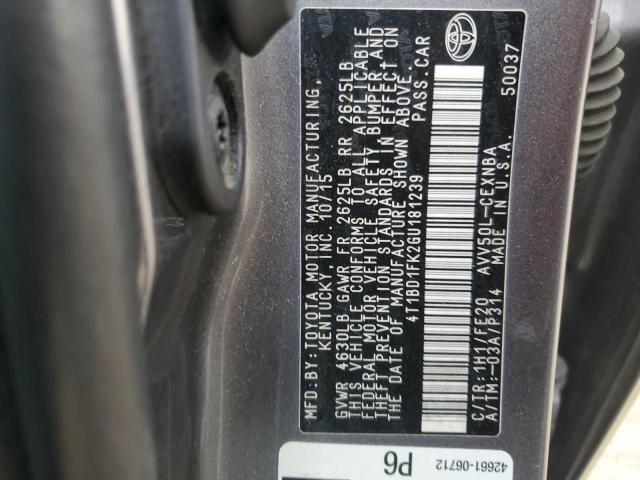 MFD.BY:TOYOTA MOTOR MANUFACTURING,
KENTUCKY, INC. 10/15
GVWR 4630LB GAWR FR 2625LB RR 2625LB
THIS VEHICLE CONFORMS TO ALL APPLICABLE
FEDERAL MOTOR VEHICLE SAFETY, BUMPER AND
THEFT PREVENTION STANDARDS IN EFFECT ON
THE DATE OF MANUFACTURE SHOWN ABOVE.
4T1BD1FK2GU181239 PASS.CAR
C/TR:1H1/FE20 AVV50L-CEXNBA
A/TM:-03A/P314 MADE IN U.S.A. 50037
P6
42661-06712